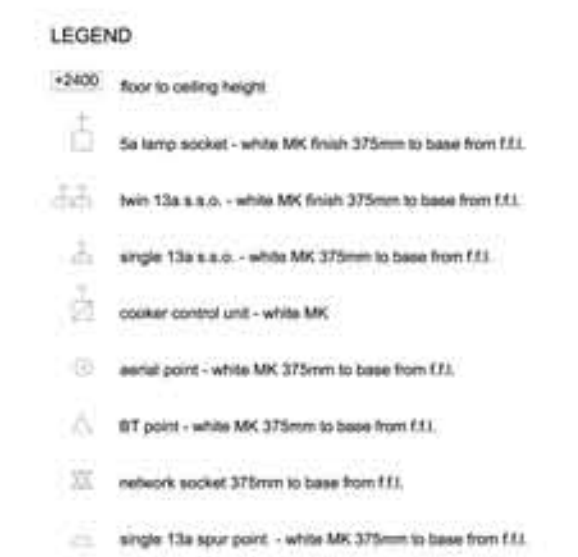 LEGEND
+2400 floor to ceiling height
5a lamp socket - white MK finish 375mm to base from f.f.l.
twin 13a s.s.o. - white MK finish 375mm to base from f.f.l.
single 13a s.s.o. - white MK 375mm to base from f.f.l.
cooker control unit - white MK
aerial point - white MK 375mm to base from f.f.l.
BT point - white MK 375mm to base from f.f.l.
network socket 375mm to base from f.f.l.
single 13a spur point - white MK 375mm to base from f.f.l.